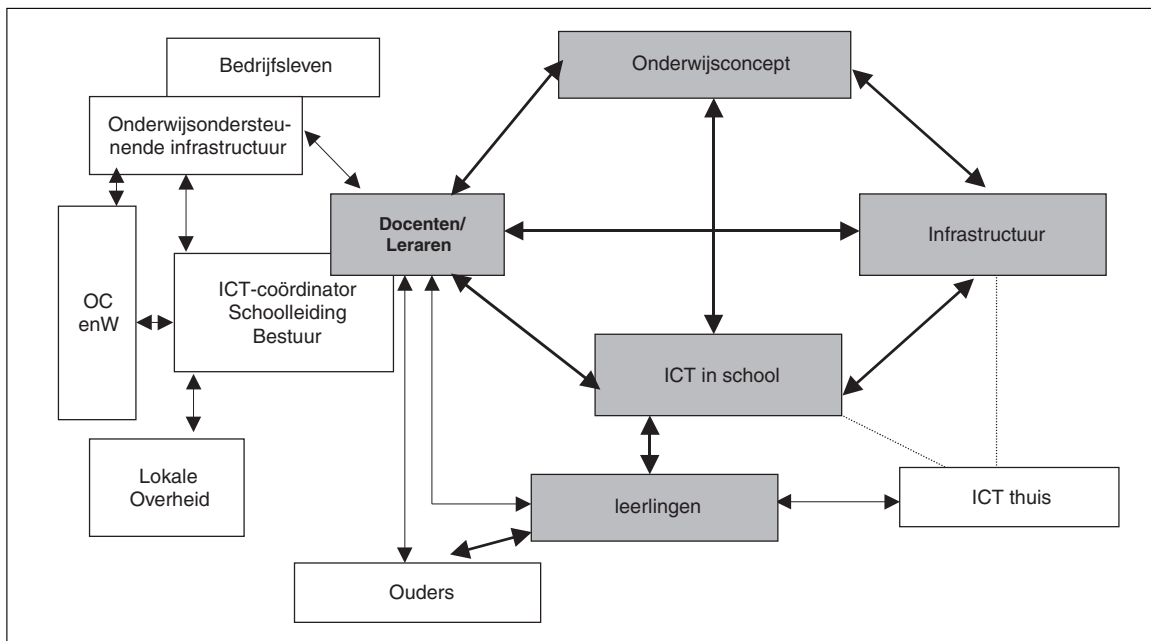 Bedrijfsleven
Onderwijsconcept
Onderwijsondersteu-
nende infrastructuur
Docenten/
Leraren
Infrastructuur
OC
enW
ICT-coördinator
Schoolleiding
Bestuur
ICT in school
Lokale
Overheid
leerlingen
ICT thuis
Ouders